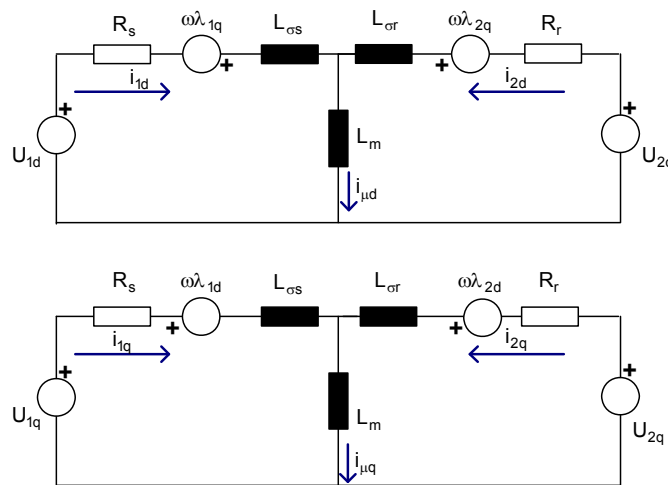 R_s ωλ_1q L_σs L_σr ωλ_2q R_r
+ +
i_1d i_2d
+ +
U_1d L_m U_2d
i_μd
R_s ωλ_1d L_σs L_σr ωλ_2d R_r
+ +
i_1q i_2q
+ +
U_1q L_m U_2q
i_μq